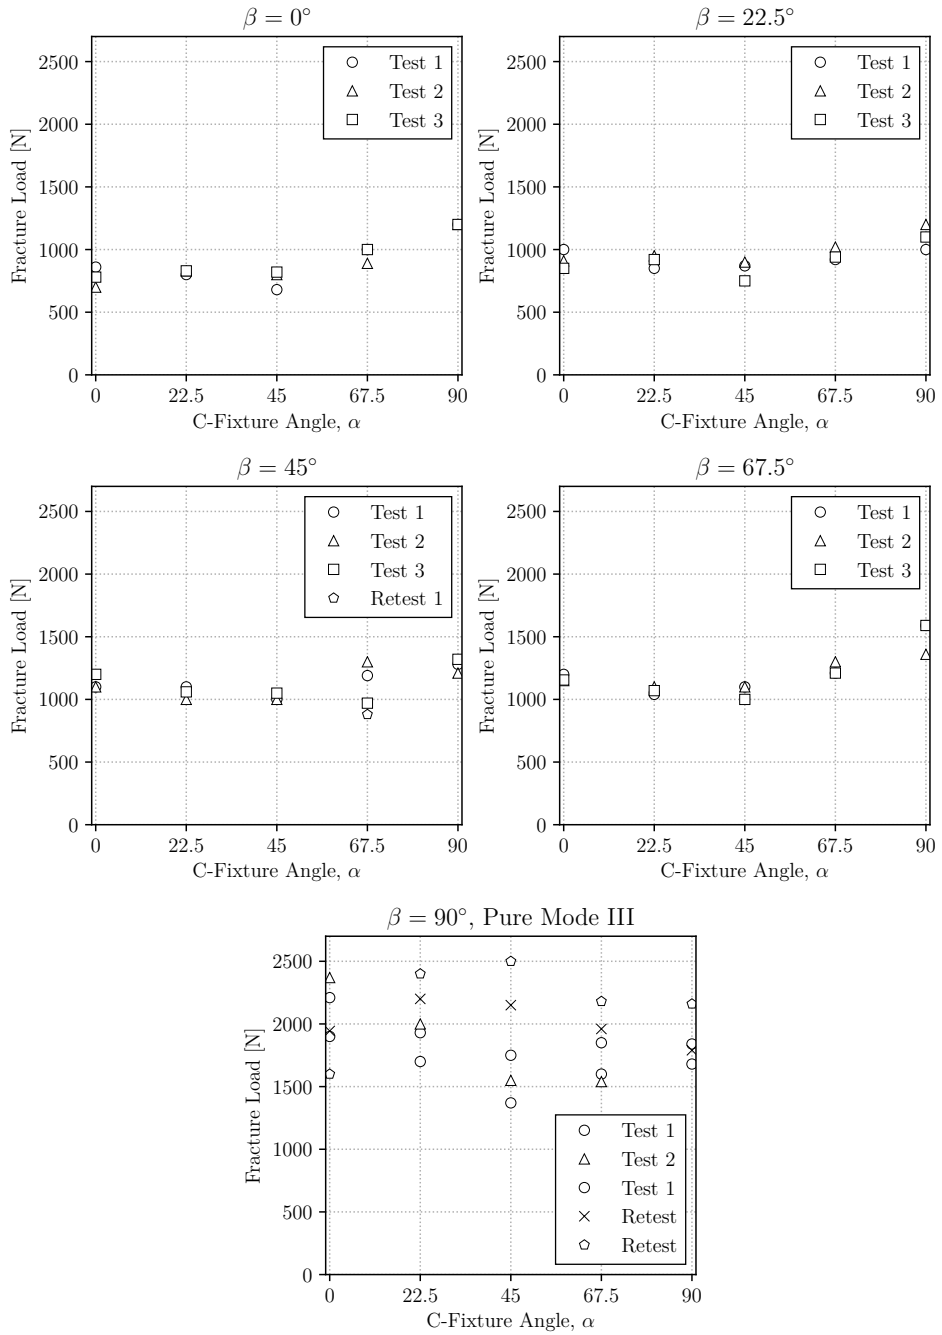 β = 0°
Fracture Load [N]
2500
2000
1500
1000
500
0
Test 1
Test 2
Test 3
0 22.5 45 67.5 90
C-Fixture Angle, α
β = 22.5°
Fracture Load [N]
2500
2000
1500
1000
500
0
Test 1
Test 2
Test 3
0 22.5 45 67.5 90
C-Fixture Angle, α
β = 45°
Fracture Load [N]
2500
2000
1500
1000
500
0
Test 1
Test 2
Test 3
Retest 1
0 22.5 45 67.5 90
C-Fixture Angle, α
β = 67.5°
Fracture Load [N]
2500
2000
1500
1000
500
0
Test 1
Test 2
Test 3
0 22.5 45 67.5 90
C-Fixture Angle, α
β = 90°, Pure Mode III
Fracture Load [N]
2500
2000
1500
1000
500
0
Test 1
Test 2
Test 1
Retest
Retest
0 22.5 45 67.5 90
C-Fixture Angle, α